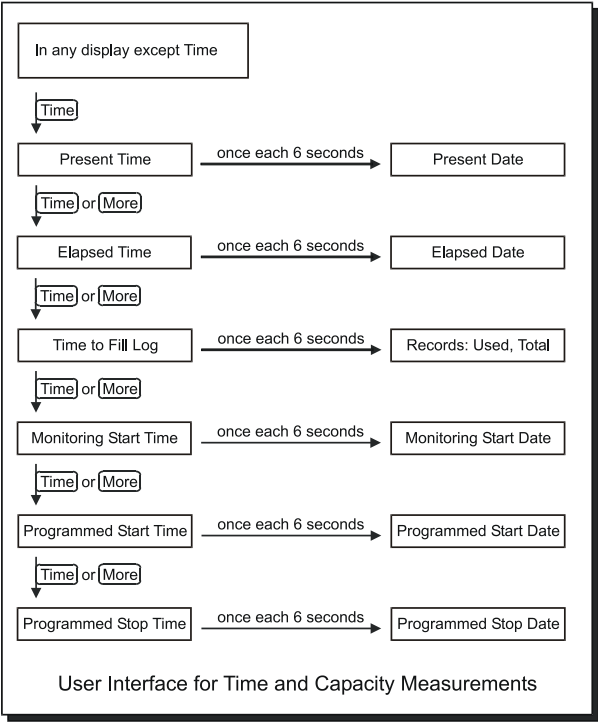 In any display except Time
Time
Present Time once each 6 seconds Present Date
Time or More
Elapsed Time once each 6 seconds Elapsed Date
Time or More
Time to Fill Log once each 6 seconds Records: Used, Total
Time or More
Monitoring Start Time once each 6 seconds Monitoring Start Date
Time or More
Programmed Start Time once each 6 seconds Programmed Start Date
Time or More
Programmed Stop Time once each 6 seconds Programmed Stop Date
User Interface for Time and Capacity Measurements